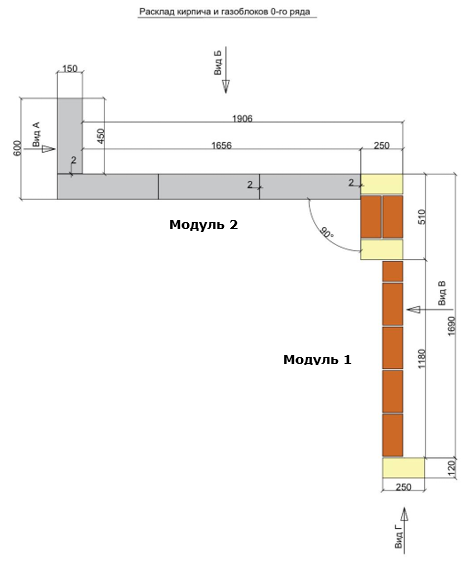 Расклад кирпича и газоблоков 0-го ряда
Вид Б
150
1906
600
Вид А
450
1656
250
2
2
2
Модуль 2
90°
510
Вид В
1690
Модуль 1
1180
120
250
Вид Г